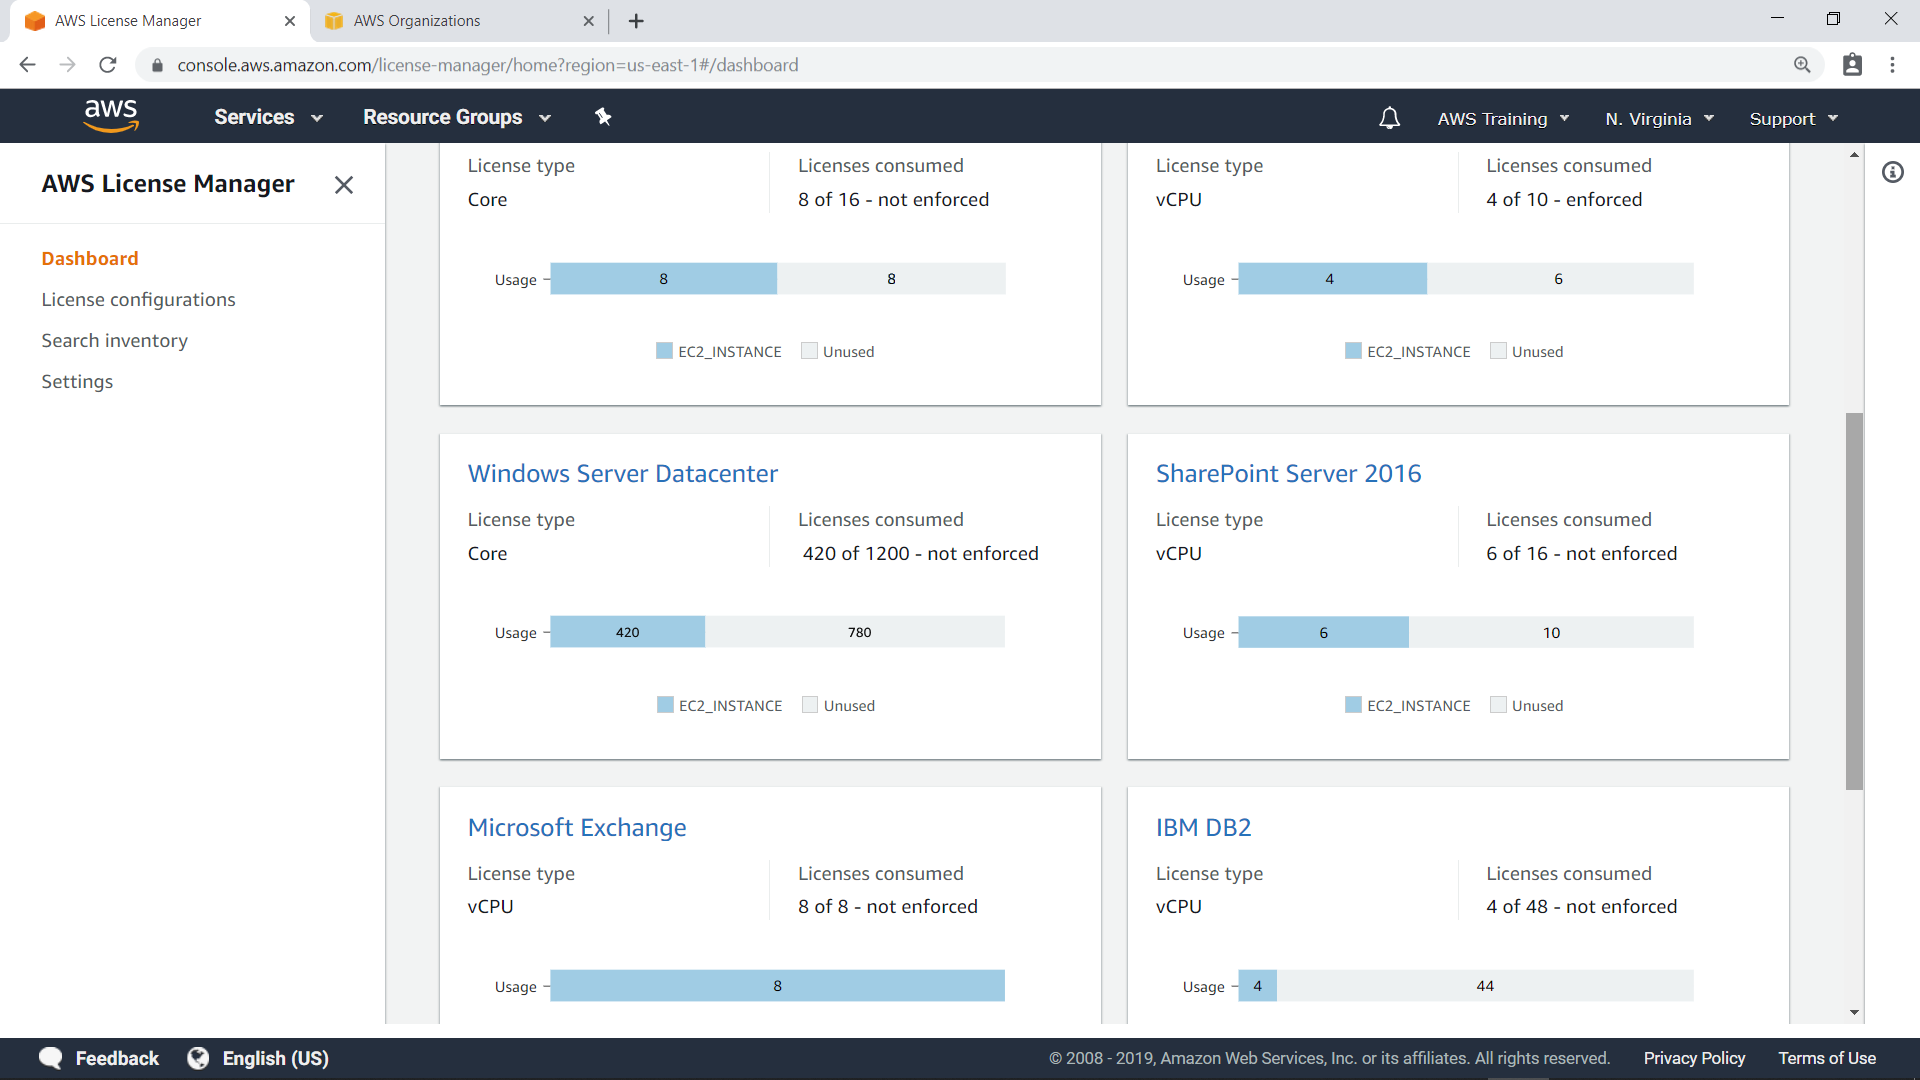 AWS License Manager
AWS Organizations
console.aws.amazon.com/license-manager/home?region=us-east-1#/dashboard
aws
Services
Resource Groups
AWS Training
N. Virginia
Support
AWS License Manager
Dashboard
License configurations
Search inventory
Settings
License type
Core
Licenses consumed
8 of 16 - not enforced
Usage
8
8
EC2_INSTANCE
Unused
License type
vCPU
Licenses consumed
4 of 10 - enforced
Usage
4
6
EC2_INSTANCE
Unused
Windows Server Datacenter
License type
Core
Licenses consumed
420 of 1200 - not enforced
Usage
420
780
EC2_INSTANCE
Unused
SharePoint Server 2016
License type
vCPU
Licenses consumed
6 of 16 - not enforced
Usage
6
10
EC2_INSTANCE
Unused
Microsoft Exchange
License type
vCPU
Licenses consumed
8 of 8 - not enforced
Usage
8
IBM DB2
License type
vCPU
Licenses consumed
4 of 48 - not enforced
Usage
4
44
Feedback
English (US)
© 2008 - 2019, Amazon Web Services, Inc. or its affiliates. All rights reserved.
Privacy Policy
Terms of Use